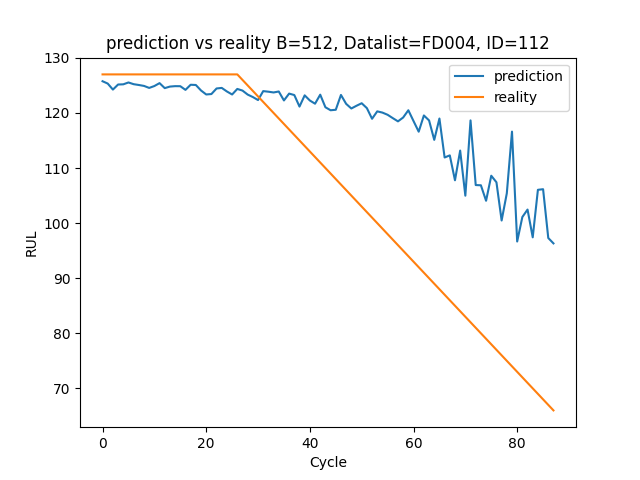 prediction vs reality B=512, Datalist=FD004, ID=112
prediction
reality
130
120
110
100
90
80
70
RUL
0
20
40
60
80
Cycle